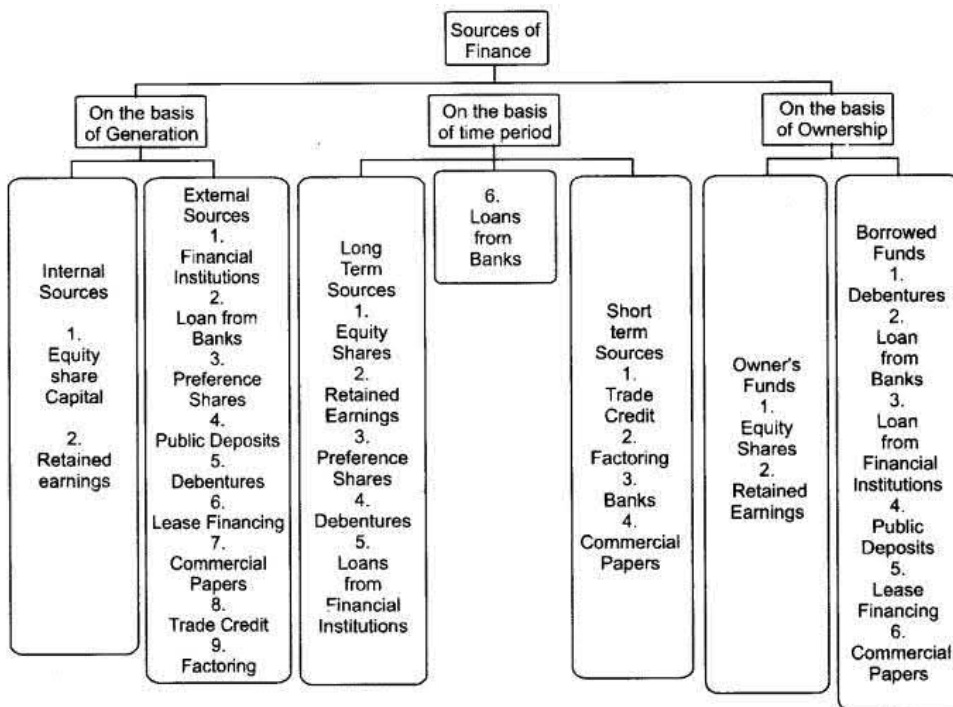 Sources of
Finance
On the basis
of Generation
On the basis
of time period
On the basis
of Ownership
Internal
Sources
1.
Equity
share
Capital
2.
Retained
earnings
External
Sources
1.
Financial
Institutions
2.
Loan from
Banks
3.
Preference
Shares
4.
Public Deposits
5.
Debentures
6.
Lease Financing
7.
Commercial
Papers
8.
Trade Credit
9.
Factoring
Long
Term
Sources
1.
Equity
Shares
2.
Retained
Earnings
3.
Preference
Shares
4.
Debentures
5.
Loans
from
Financial
Institutions
6.
Loans
from
Banks
Short
term
Sources
1.
Trade
Credit
2.
Factoring
3.
Banks
4.
Commercial
Papers
Owner's
Funds
1.
Equity
Shares
2.
Retained
Earnings
Borrowed
Funds
1.
Debentures
2.
Loan
from
Banks
3.
Loan
from
Financial
Institutions
4.
Public
Deposits
5.
Lease
Financing
6.
Commercial
Papers